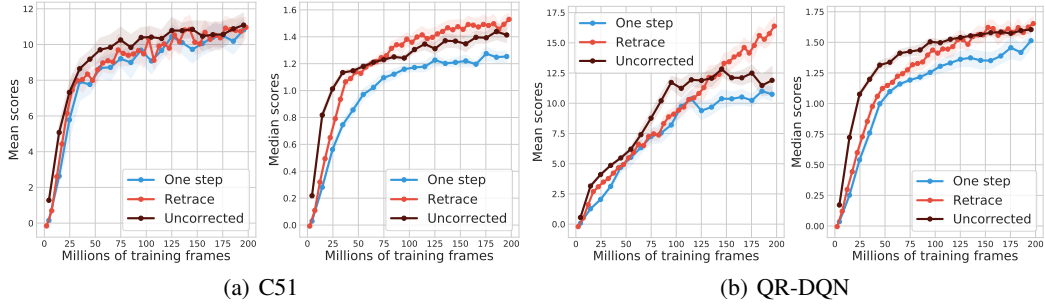 Mean scores
12
10
8
6
4
2
0
0 25 50 75 100 125 150 175 200
Millions of training frames
One step
Retrace
Uncorrected
Median scores
1.6
1.4
1.2
1.0
0.8
0.6
0.4
0.2
0.0
0 25 50 75 100 125 150 175 200
Millions of training frames
One step
Retrace
Uncorrected
(a) C51
Mean scores
17.5
15.0
12.5
10.0
7.5
5.0
2.5
0.0
0 25 50 75 100 125 150 175 200
Millions of training frames
One step
Retrace
Uncorrected
Median scores
1.75
1.50
1.25
1.00
0.75
0.50
0.25
0.00
0 25 50 75 100 125 150 175 200
Millions of training frames
One step
Retrace
Uncorrected
(b) QR-DQN